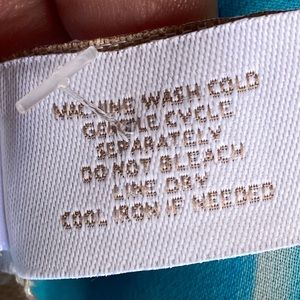 MACHINE WASH COLD
GENTLE CYCLE
SEPARATELY
DO NOT BLEACH
LINE DRY
COOL IRON IF NEEDED